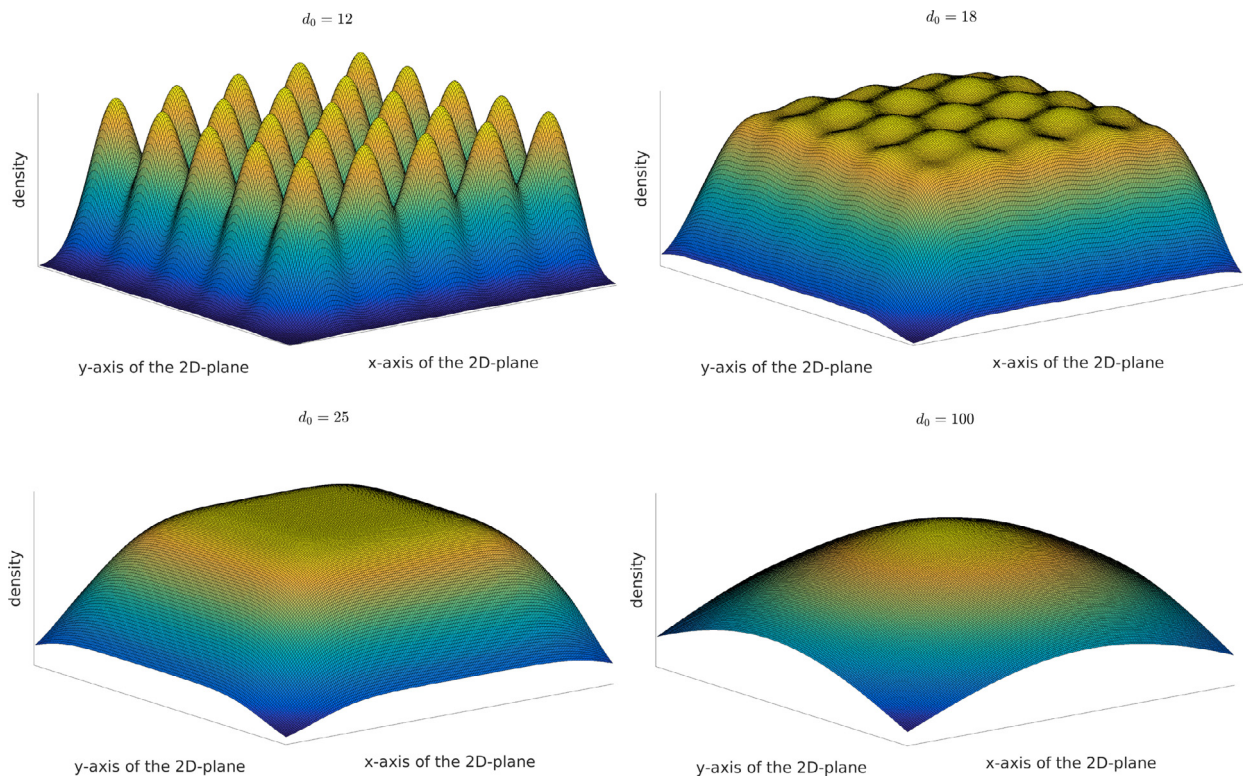 d₀ = 12
d₀ = 18
density
density
y-axis of the 2D-plane
x-axis of the 2D-plane
y-axis of the 2D-plane
x-axis of the 2D-plane
d₀ = 25
d₀ = 100
density
density
y-axis of the 2D-plane
x-axis of the 2D-plane
y-axis of the 2D-plane
x-axis of the 2D-plane